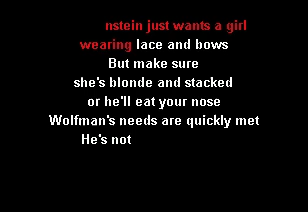 nstein just wants a girl
wearing lace and bows
But make sure
she's blonde and stacked
or he'll eat your nose
Wolfman's needs are quickly met
He's not